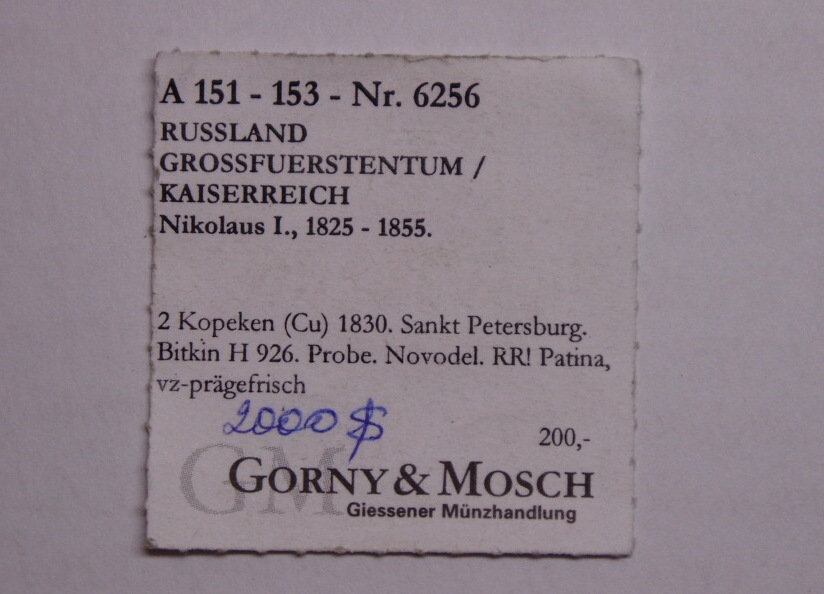 A 151 - 153 - Nr. 6256
RUSSLAND
GROSSFUERSTENTUM /
KAISERREICH
Nikolaus I., 1825 - 1855.
2 Kopeken (Cu) 1830. Sankt Petersburg.
Bitkin H 926. Probe. Novodel. RR! Patina,
vz-prägefrisch
2000 $
200,-
GM
GORNY & MOSCH
Giessener Münzhandlung